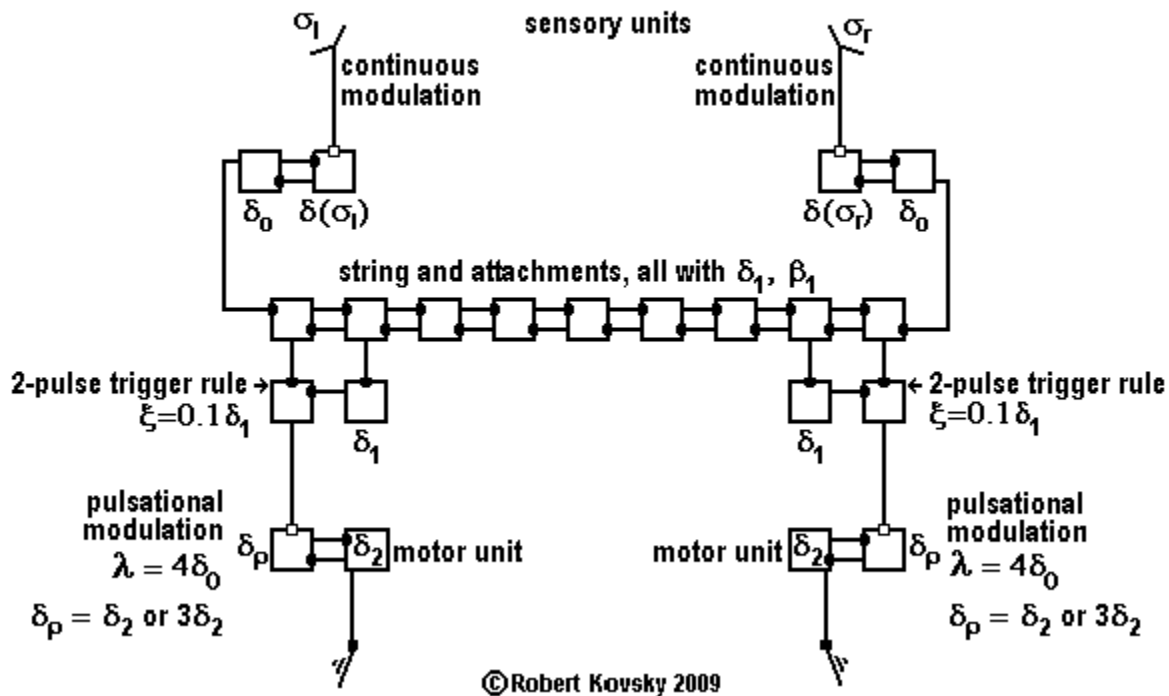 σl sensory units σr
continuous modulation
continuous modulation
δ0 δ(σl)
δ(σr) δ0
string and attachments, all with δ1, β1
2-pulse trigger rule →
ξ=0.1δ1
δ1
← 2-pulse trigger rule
ξ=0.1δ1
δ1
pulsational
modulation
λ = 4δ0
δρ = δ2 or 3δ2
δρ δ2 motor unit
motor unit δ2 δρ
pulsational
modulation
λ = 4δ0
δρ = δ2 or 3δ2
©Robert Kovsky 2009